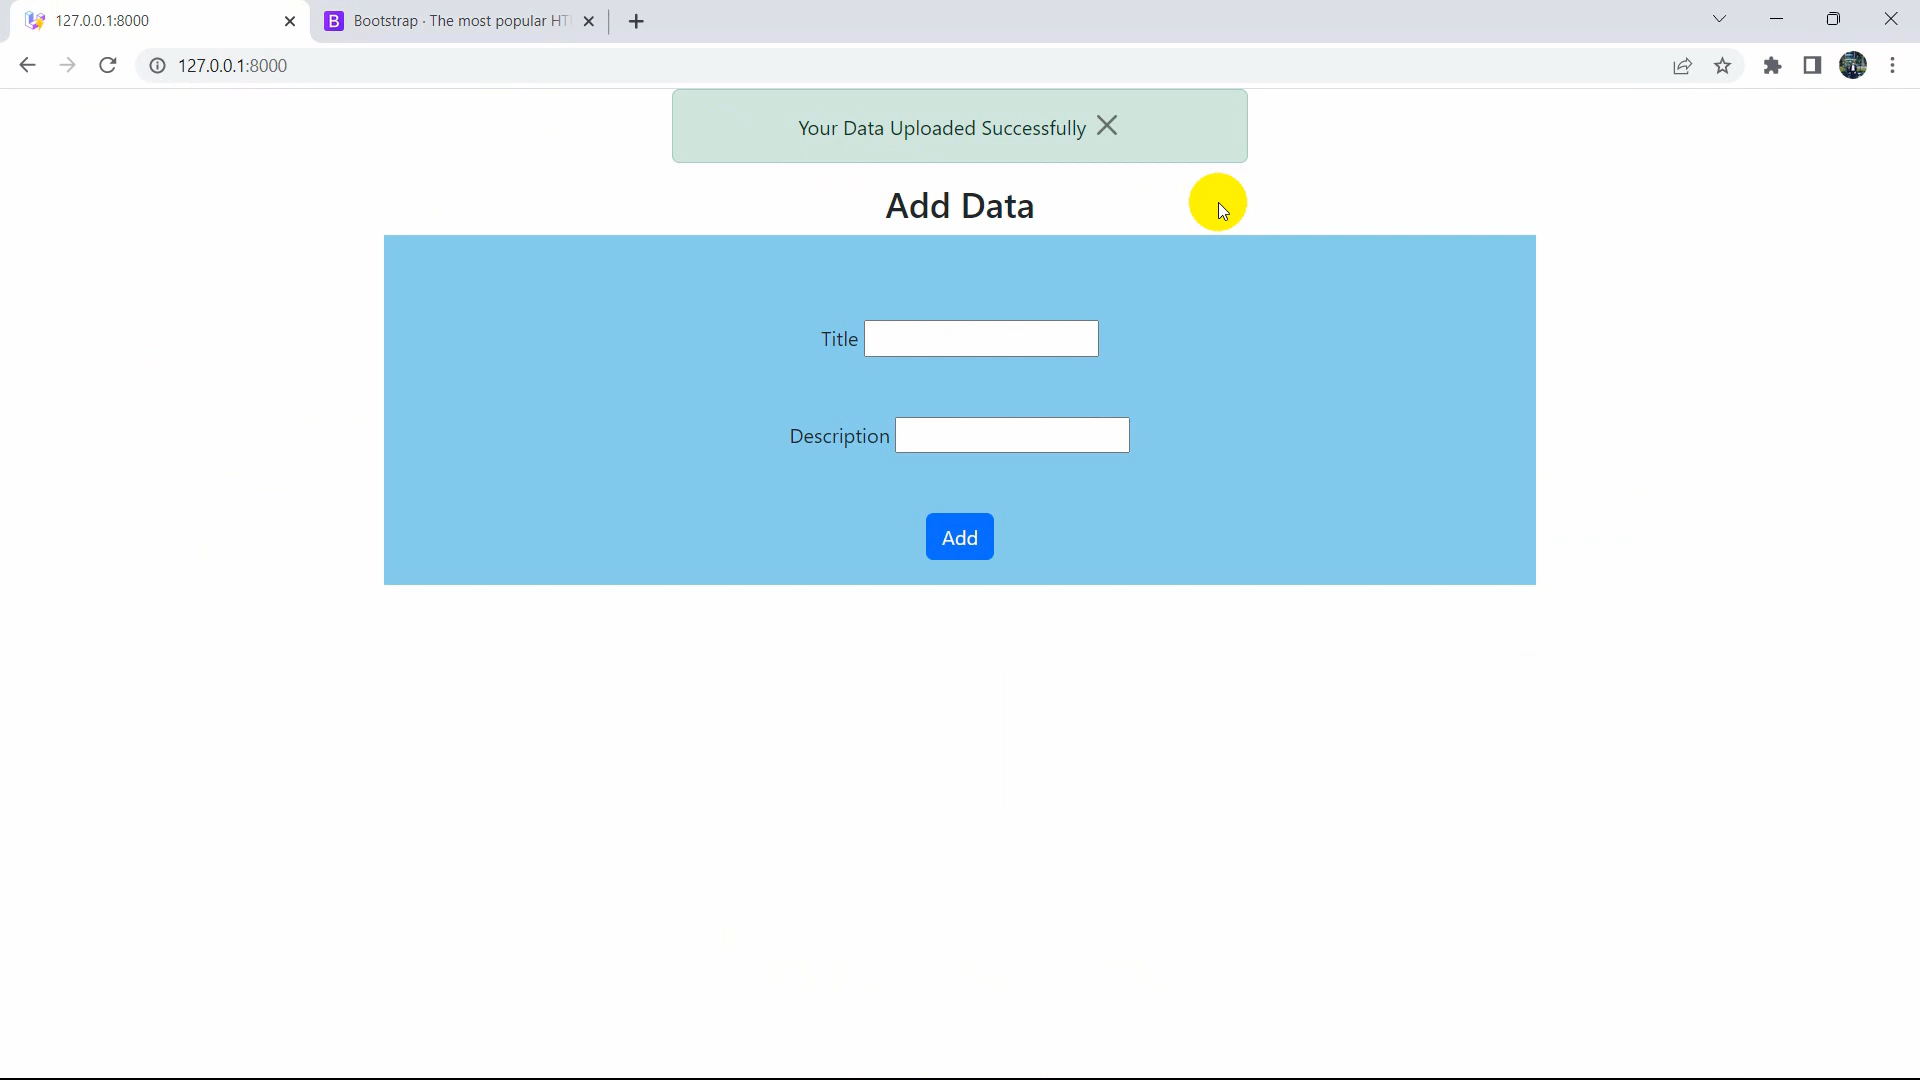 127.0.0.1:8000
Bootstrap · The most popular HT
127.0.0.1:8000
Your Data Uploaded Successfully
Add Data
Title
Description
Add